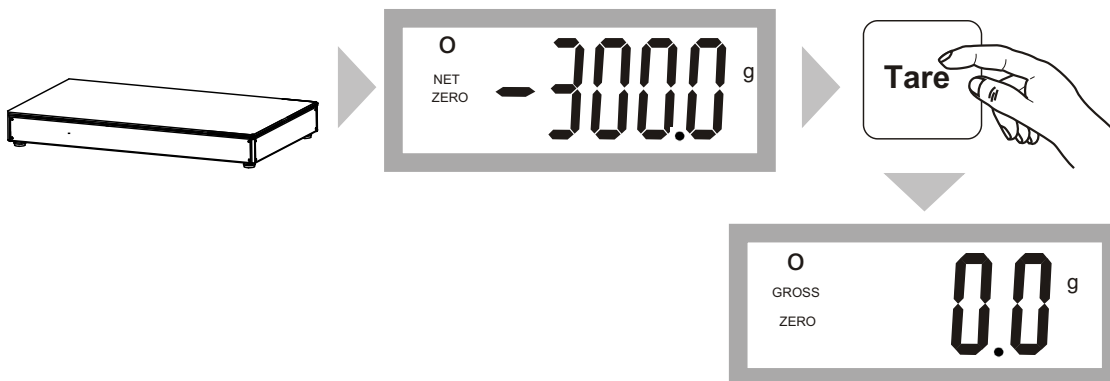 O
NET
ZERO
-300.0 g
Tare
O
GROSS
ZERO
0.0 g